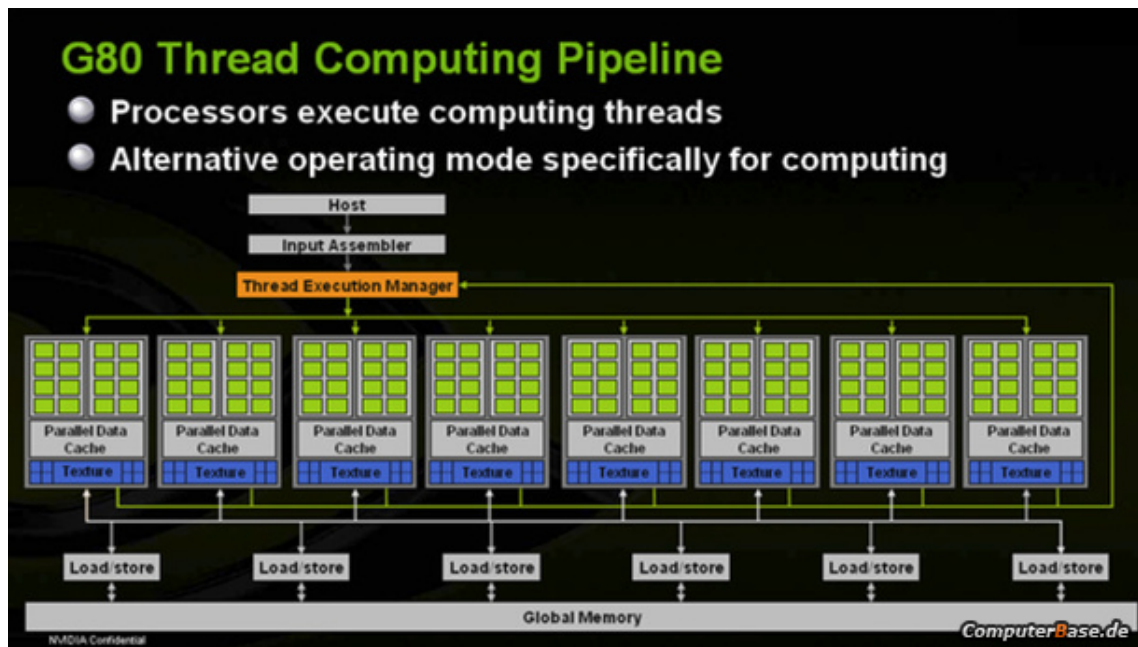 G80 Thread Computing Pipeline
Processors execute computing threads
Alternative operating mode specifically for computing
Host
Input Assembler
Thread Execution Manager
Parallel Data Cache
Parallel Data Cache
Parallel Data Cache
Parallel Data Cache
Parallel Data Cache
Parallel Data Cache
Parallel Data Cache
Parallel Data Cache
Texture
Texture
Texture
Texture
Texture
Texture
Texture
Texture
Load/store
Load/store
Load/store
Load/store
Load/store
Load/store
Global Memory
NVIDIA Confidential
ComputerBase.de